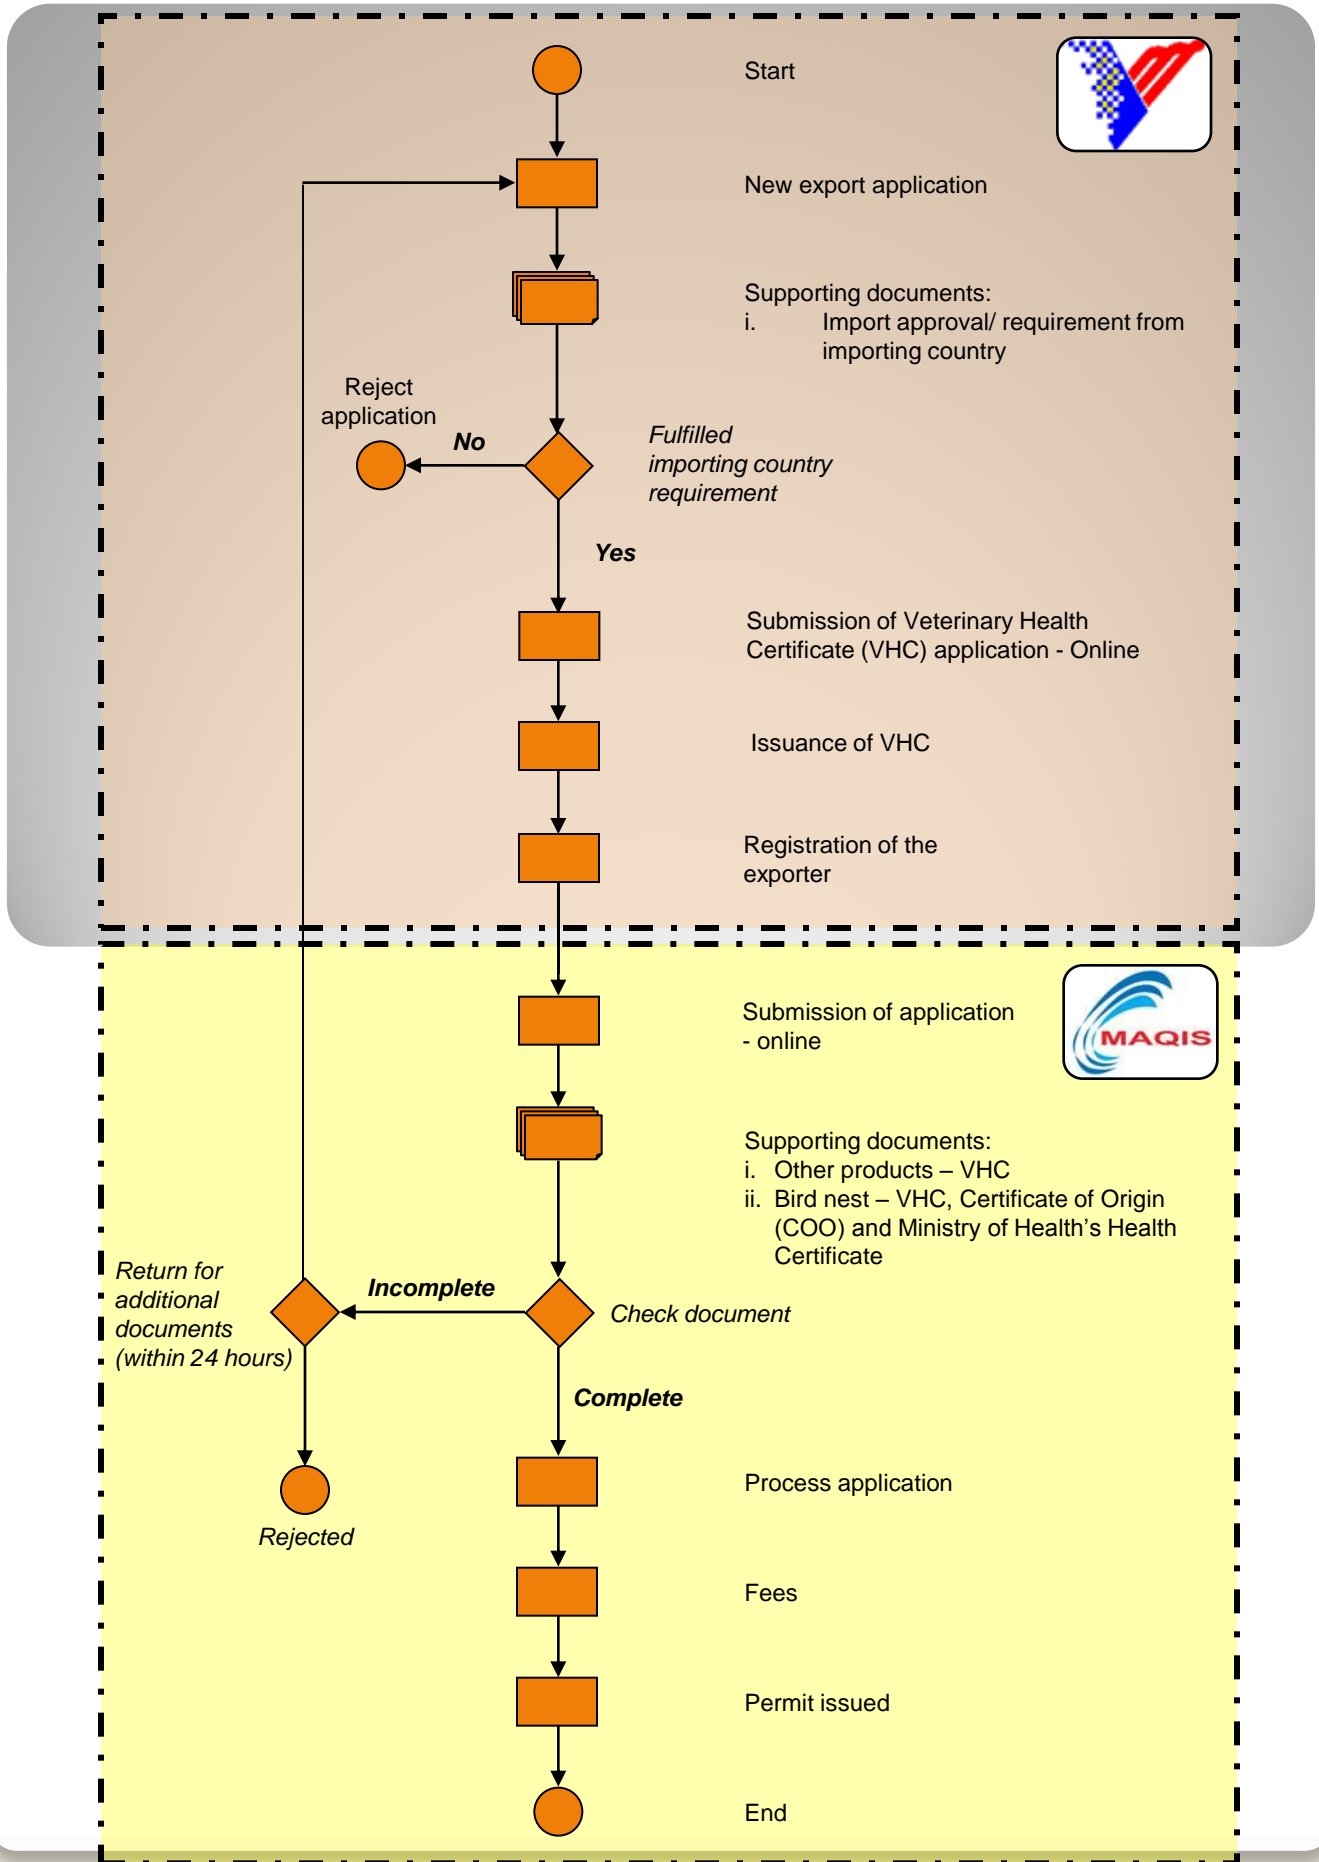 Start
New export application
Supporting documents:
i. Import approval/ requirement from
importing country
Reject
application
No
Fulfilled
importing country
requirement
Yes
Submission of Veterinary Health
Certificate (VHC) application - Online
Issuance of VHC
Registration of the
exporter
MAQIS
Submission of application
- online
Supporting documents:
i. Other products – VHC
ii. Bird nest – VHC, Certificate of Origin
(COO) and Ministry of Health’s Health
Certificate
Return for
additional
documents
(within 24 hours)
Incomplete
Check document
Complete
Process application
Rejected
Fees
Permit issued
End